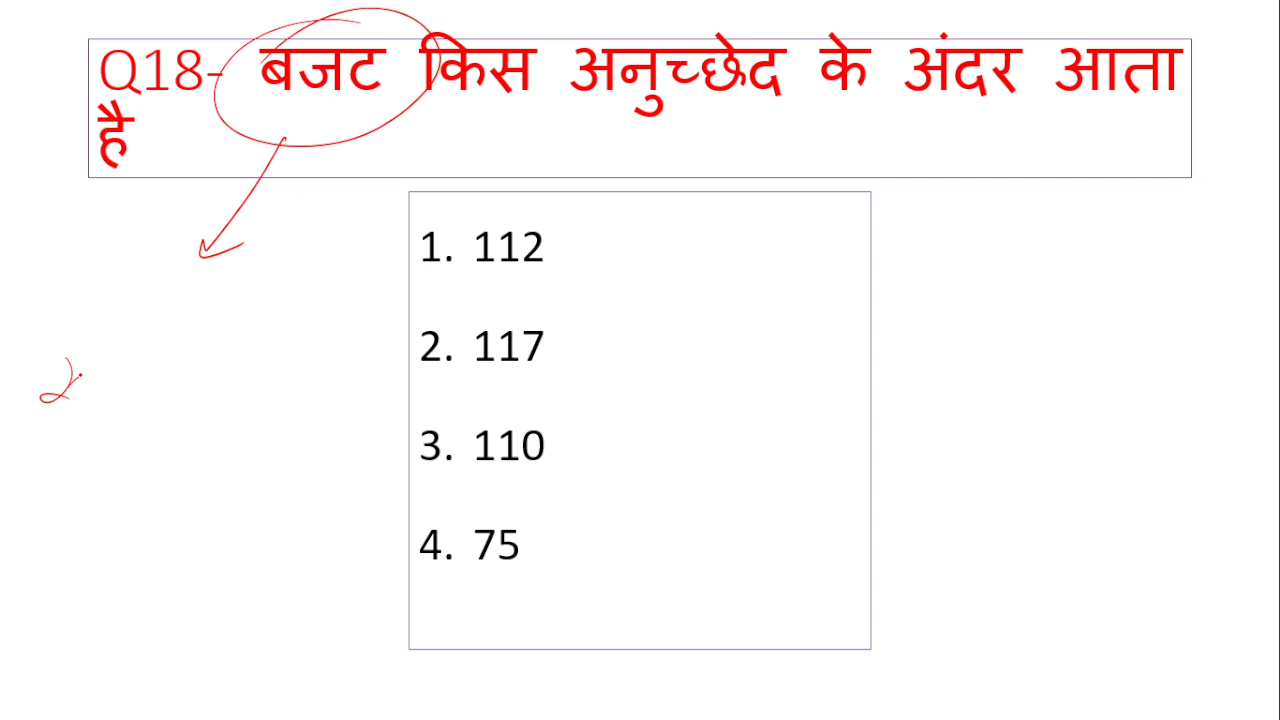 Q18- बजट किस अनुच्छेद के अंदर आता
है
1. 112
2. 117
3. 110
4. 75